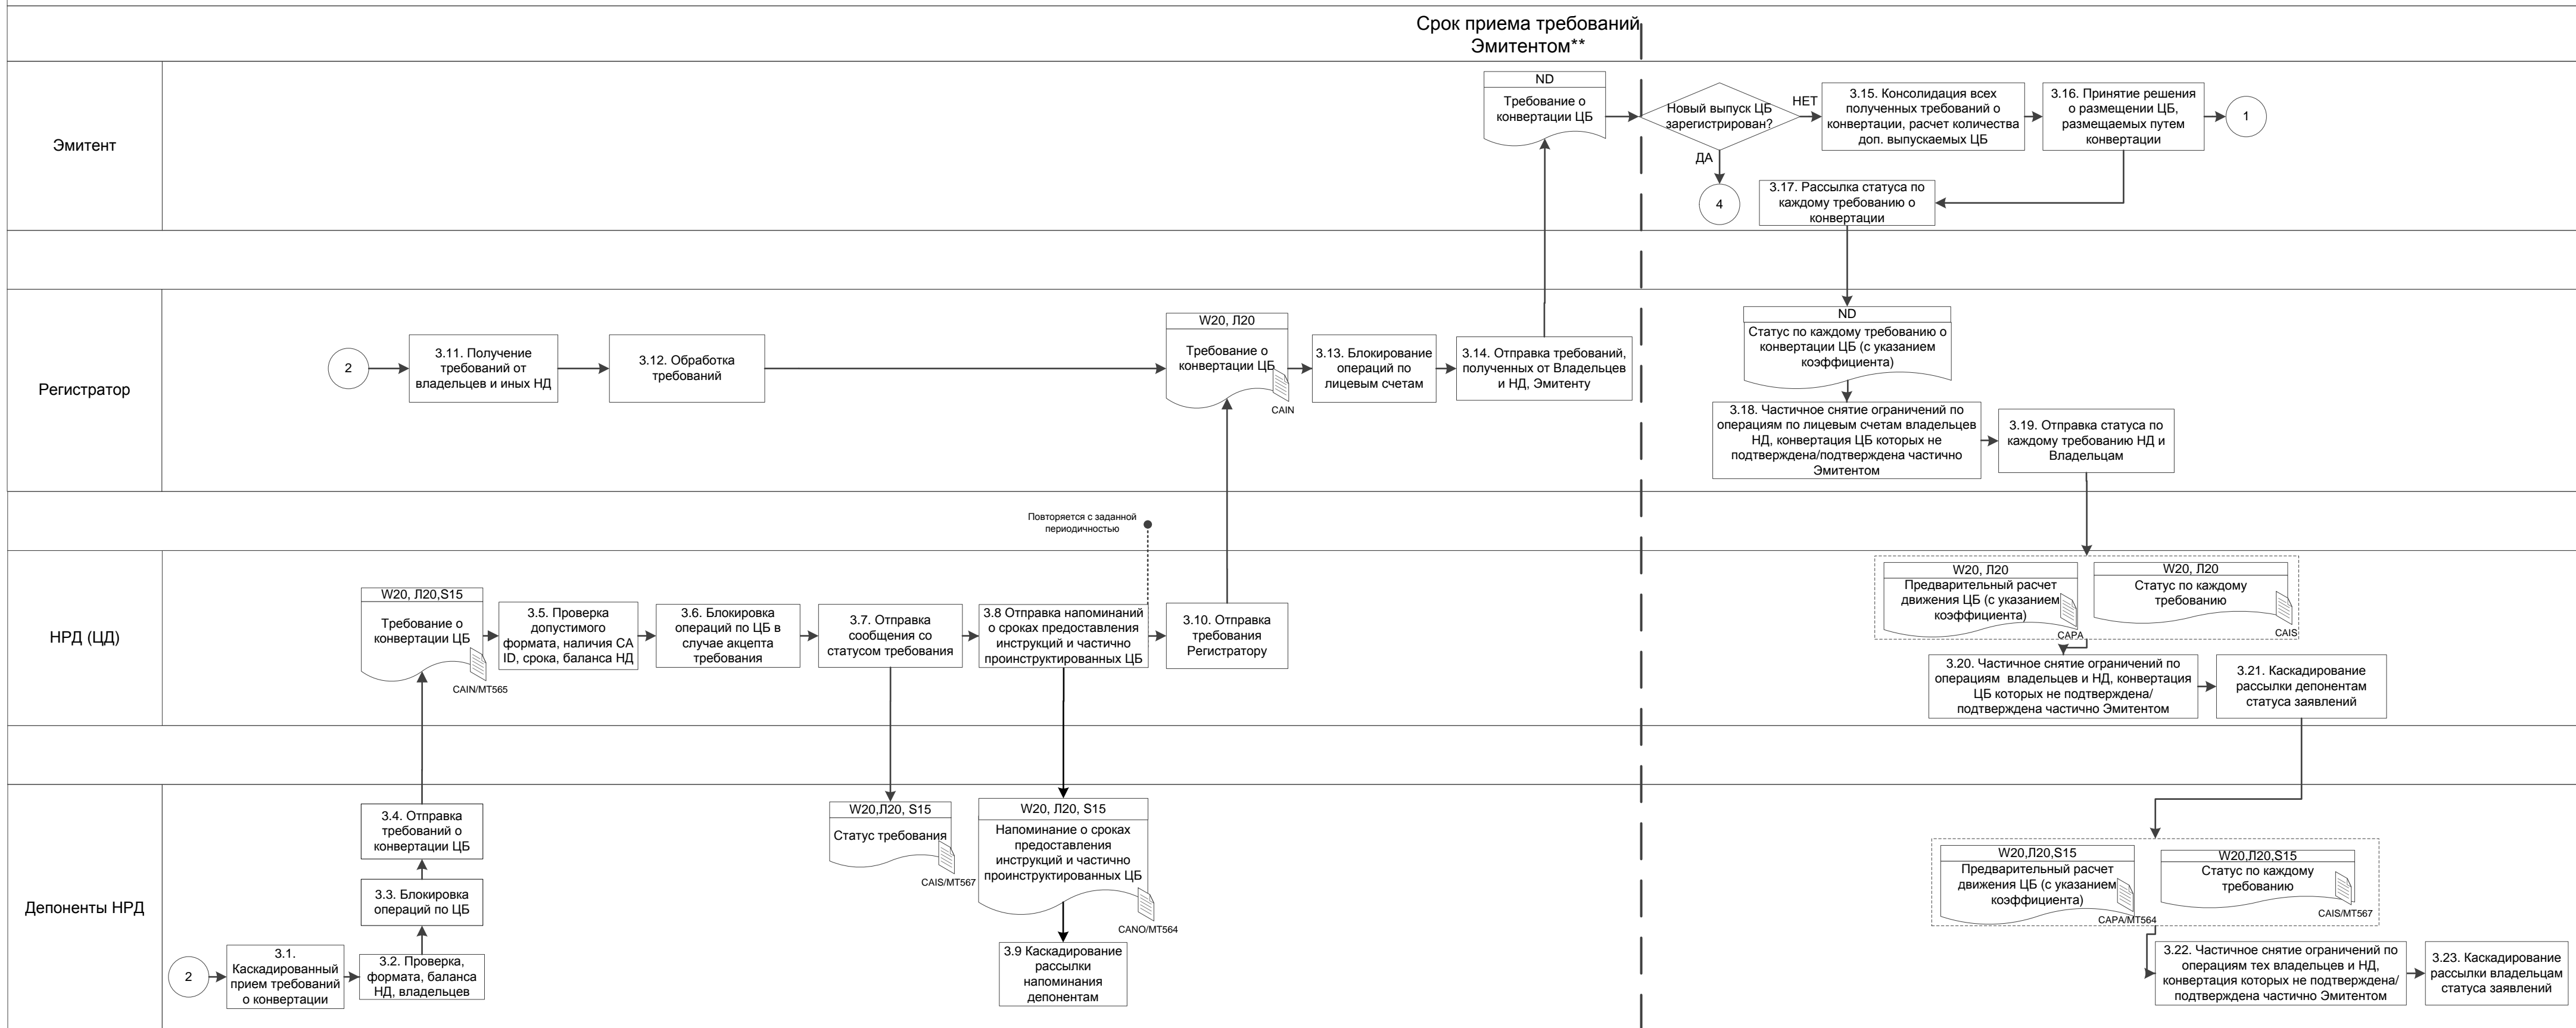 Срок приема требований
Эмитентом**
Эмитент
ND
Требование о
конвертации ЦБ
Новый выпуск ЦБ
зарегистрирован?
НЕТ
ДА
4
3.15. Консолидация всех
полученных требований о
конвертации, расчет количества
доп. выпускаемых ЦБ
3.16. Принятие решения
о размещении ЦБ,
размещаемых путем
конвертации
1
3.17. Рассылка статуса по
каждому требованию о
конвертации
Регистратор
2
3.11. Получение
требований от
владельцев и иных НД
3.12. Обработка
требований
W20, Л20
Требование о
конвертации ЦБ
CAIN
3.13. Блокирование
операций по
лицевым счетам
3.14. Отправка требований,
полученных от Владельцев
и НД, Эмитенту
ND
Статус по каждому требованию о
конвертации ЦБ (с указанием
коэффициента)
3.18. Частичное снятие ограничений по
операциям по лицевым счетам владельцев
НД, конвертация ЦБ которых не
подтверждена/подтверждена частично
Эмитентом
3.19. Отправка статуса по
каждому требованию НД и
Владельцам
Повторяется с заданной
периодичностью
НРД (ЦД)
W20, Л20,S15
Требование о
конвертации ЦБ
CAIN/MT565
3.5. Проверка
допустимого
формата, наличия CA
ID, срока, баланса НД
3.6. Блокировка
операций по ЦБ в
случае акцепта
требования
3.7. Отправка
сообщения со
статусом требования
3.8 Отправка напоминаний
о сроках предоставления
инструкций и частично
проинструктированных ЦБ
3.10. Отправка
требования
Регистратору
W20, Л20
Предварительный расчет
движения ЦБ (с указанием
коэффициента)
CAPA
W20, Л20
Статус по каждому
требованию
CAIS
3.20. Частичное снятие ограничений по
операциям владельцев и НД, конвертация
ЦБ которых не подтверждена/
подтверждена частично Эмитентом
3.21. Каскадирование
рассылки депонентам
статуса заявлений
Депоненты НРД
3.4. Отправка
требований о
конвертации ЦБ
3.3. Блокировка
операций по ЦБ
2
3.1.
Каскадированный
прием требований
о конвертации
3.2. Проверка,
формата, баланса
НД, владельцев
W20,Л20, S15
Статус требования
CAIS/MT567
W20, Л20, S15
Напоминание о сроках
предоставления
инструкций и частично
проинструктированных ЦБ
CANO/MT564
3.9 Каскадирование
рассылки
напоминания
депонентам
W20,Л20,S15
Предварительный расчет
движения ЦБ (с указанием
коэффициента)
CAPA/MT564
W20,Л20,S15
Статус по каждому
требованию
CAIS/MT567
3.22. Частичное снятие ограничений по
операциям тех владельцев и НД,
конвертация которых не подтверждена/
подтверждена частично Эмитентом
3.23. Каскадирование
рассылки владельцам
статуса заявлений